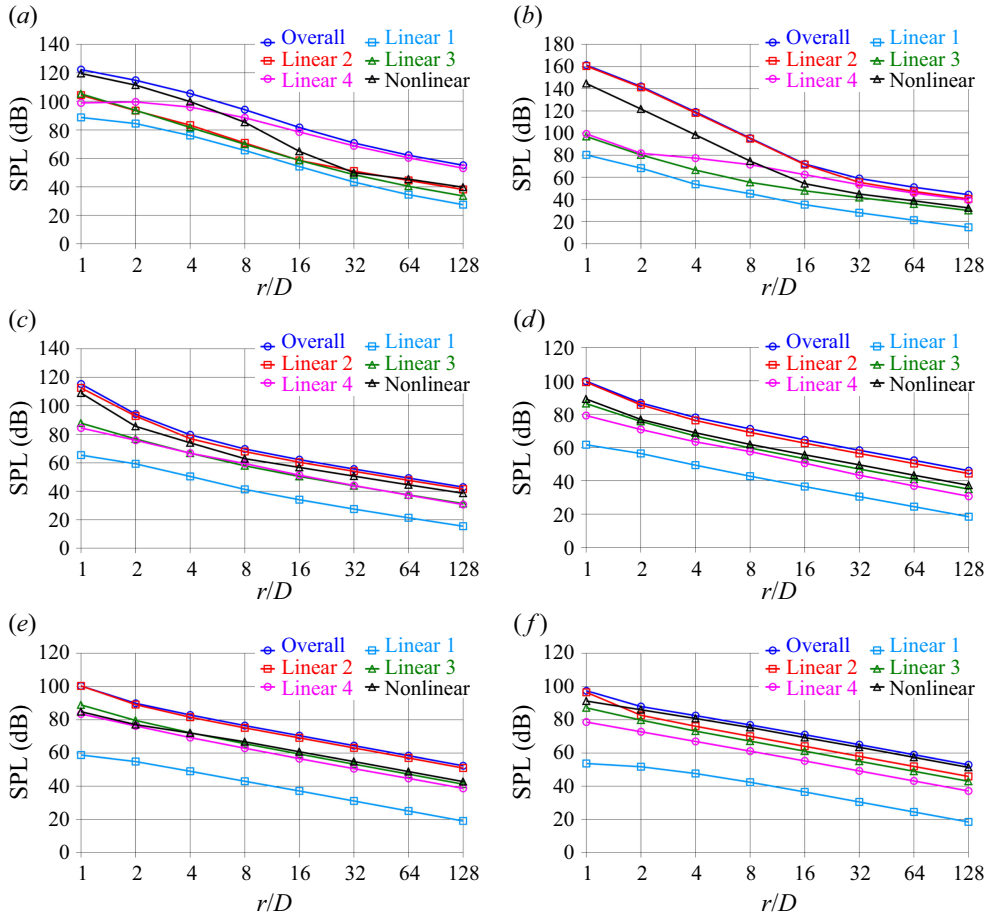 (a) (b)
Overall Linear 1
Linear 2 Linear 3
Linear 4 Nonlinear
SPL (dB)
140
120
100
80
60
40
20
0
1 2 4 8 16 32 64 128
r/D
Overall Linear 1
Linear 2 Linear 3
Linear 4 Nonlinear
SPL (dB)
180
160
140
120
100
80
60
40
20
0
1 2 4 8 16 32 64 128
r/D
(c) (d)
Overall Linear 1
Linear 2 Linear 3
Linear 4 Nonlinear
SPL (dB)
140
120
100
80
60
40
20
0
1 2 4 8 16 32 64 128
r/D
Overall Linear 1
Linear 2 Linear 3
Linear 4 Nonlinear
SPL (dB)
120
100
80
60
40
20
0
1 2 4 8 16 32 64 128
r/D
(e) (f)
Overall Linear 1
Linear 2 Linear 3
Linear 4 Nonlinear
SPL (dB)
120
100
80
60
40
20
0
1 2 4 8 16 32 64 128
r/D
Overall Linear 1
Linear 2 Linear 3
Linear 4 Nonlinear
SPL (dB)
120
100
80
60
40
20
0
1 2 4 8 16 32 64 128
r/D